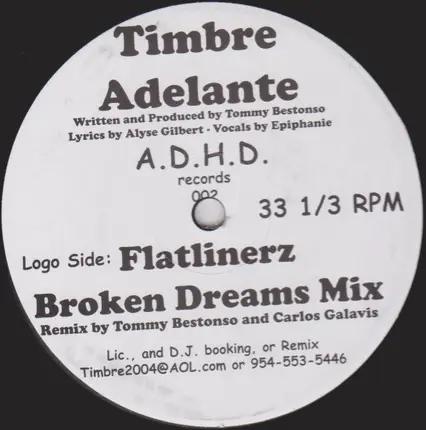 Timbre
Adelante
Written and Produced by Tommy Bestonso
Lyrics by Alyse Gilbert - Vocals by Epiphanie
A.D.H.D.
records
002
33 1/3 RPM
Logo Side: Flatlinerz
Broken Dreams Mix
Remix by Tommy Bestonso and Carlos Galavis
Lic., and D.J. booking, or Remix
Timbre2004@AOL.com or 954-553-5446